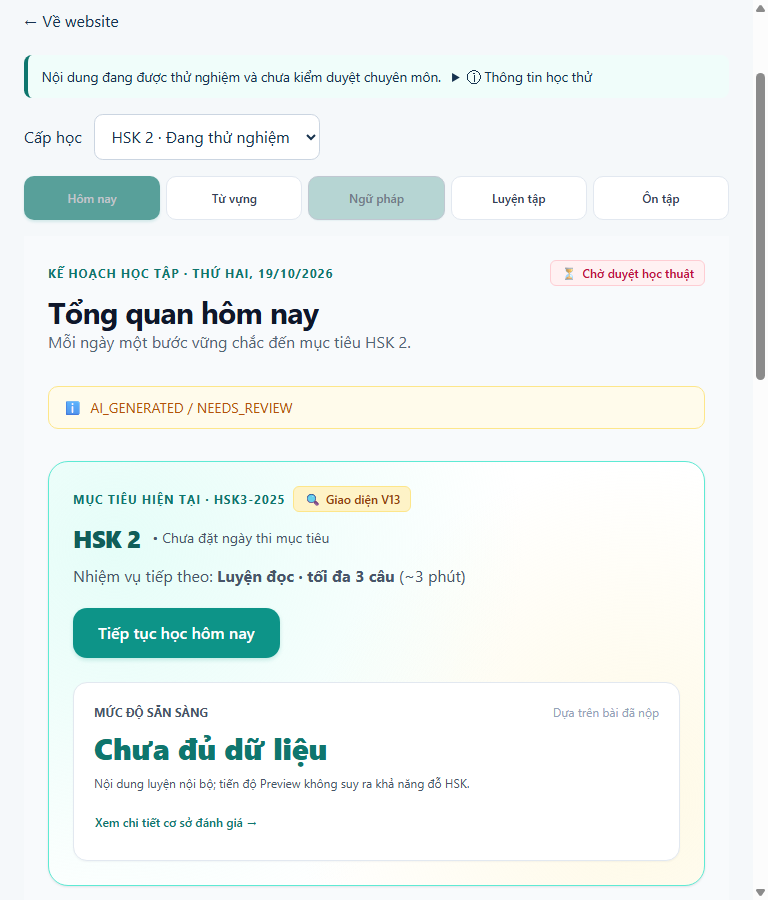 ← Về website
Nội dung đang được thử nghiệm và chưa kiểm duyệt chuyên môn. ▶ ⓘ Thông tin học thử
Cấp học HSK 2 · Đang thử nghiệm
Hôm nay Từ vựng Ngữ pháp Luyện tập Ôn tập
KẾ HOẠCH HỌC TẬP · THỨ HAI, 19/10/2026 ⏳ Chờ duyệt học thuật
Tổng quan hôm nay
Mỗi ngày một bước vững chắc đến mục tiêu HSK 2.
ℹ️ AI_GENERATED / NEEDS_REVIEW
MỤC TIÊU HIỆN TẠI · HSK3-2025 🔍 Giao diện V13
HSK 2 • Chưa đặt ngày thi mục tiêu
Nhiệm vụ tiếp theo: Luyện đọc · tối đa 3 câu (~3 phút)
Tiếp tục học hôm nay
MỨC ĐỘ SẴN SÀNG Dựa trên bài đã nộp
Chưa đủ dữ liệu
Nội dung luyện nội bộ; tiến độ Preview không suy ra khả năng đỗ HSK.
Xem chi tiết cơ sở đánh giá →